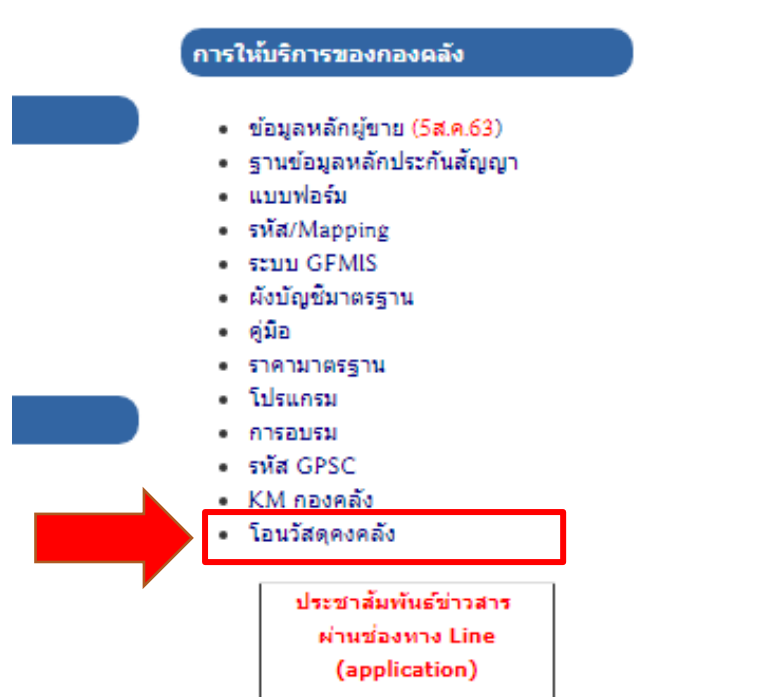 การให้บริการของกองคลัง
ข้อมูลหลักผู้ขาย (5ส.ค.63)
ฐานข้อมูลหลักประกันสัญญา
แบบฟอร์ม
รหัส/Mapping
ระบบ GFMIS
ผังบัญชีมาตรฐาน
คู่มือ
ราคามาตรฐาน
โปรแกรม
การอบรม
รหัส GPSC
KM กองคลัง
โอนวัสดุคงคลัง
ประชาสัมพันธ์ข่าวสาร
ผ่านช่องทาง Line
(application)